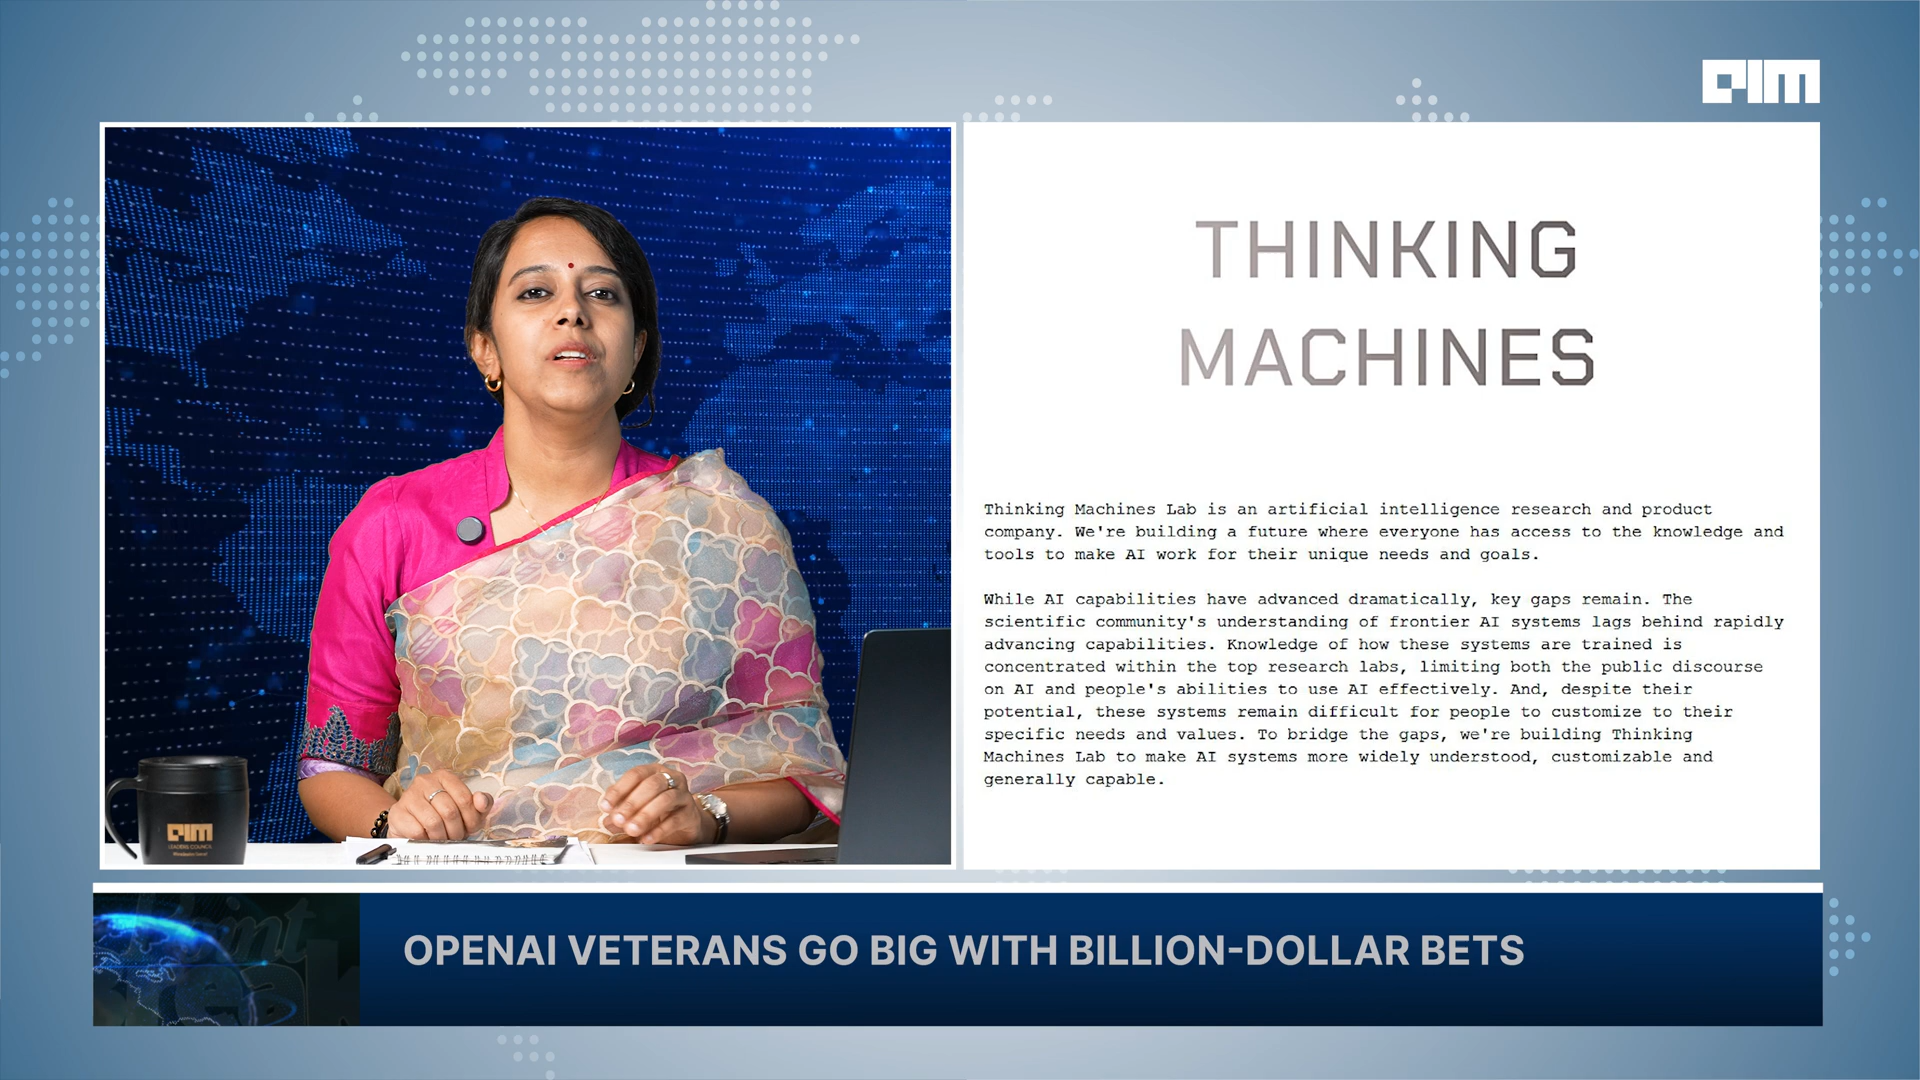 AIM
THINKING
MACHINES
Thinking Machines Lab is an artificial intelligence research and product
company. We're building a future where everyone has access to the knowledge and
tools to make AI work for their unique needs and goals.
While AI capabilities have advanced dramatically, key gaps remain. The
scientific community's understanding of frontier AI systems lags behind rapidly
advancing capabilities. Knowledge of how these systems are trained is
concentrated within the top research labs, limiting both the public discourse
on AI and people's abilities to use AI effectively. And, despite their
potential, these systems remain difficult for people to customize to their
specific needs and values. To bridge the gaps, we're building Thinking
Machines Lab to make AI systems more widely understood, customizable and
generally capable.
AIM
LEADERS COUNCIL
OPENAI VETERANS GO BIG WITH BILLION-DOLLAR BETS